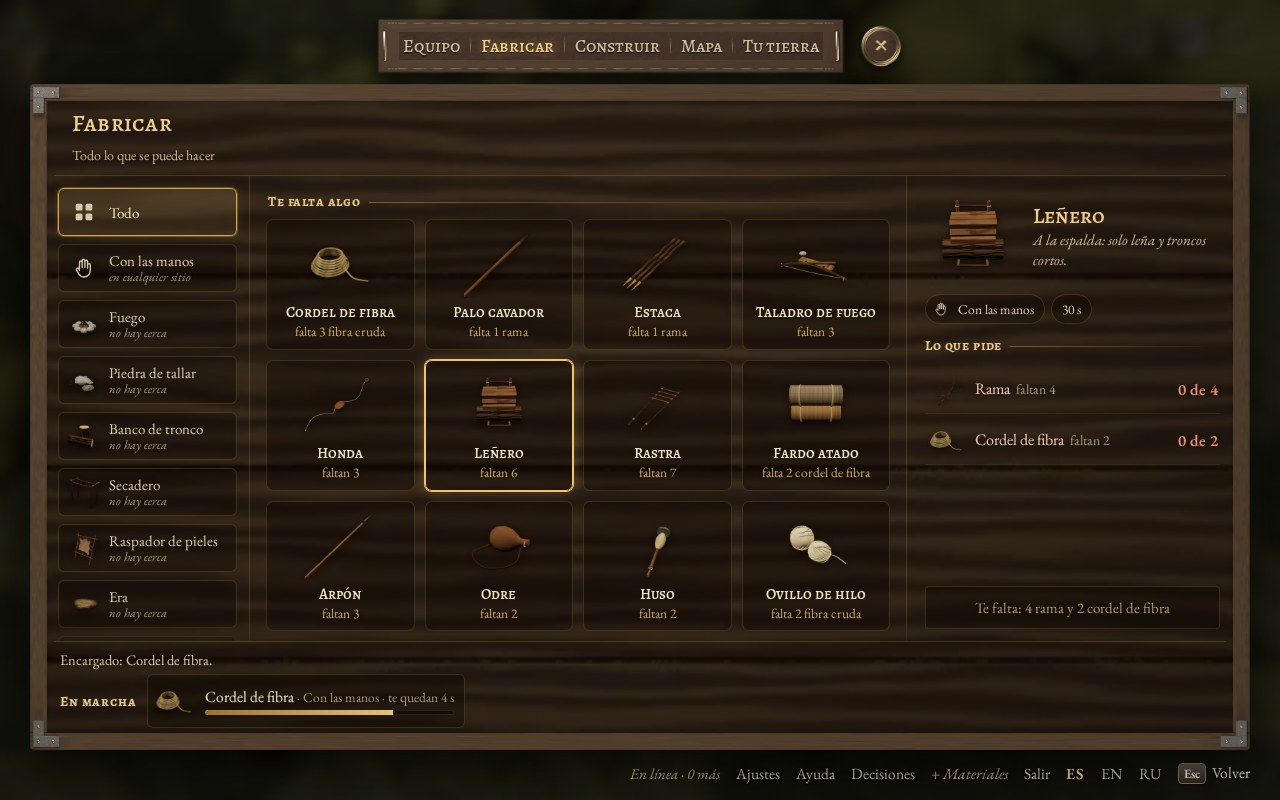 Equipo
Fabricar
Construir
Mapa
Tu tierra
Fabricar
Todo lo que se puede hacer
Todo
Con las manos
en cualquier sitio
Fuego
no hay cerca
Piedra de tallar
no hay cerca
Banco de tronco
no hay cerca
Secadero
no hay cerca
Raspador de pieles
no hay cerca
Era
no hay cerca
Te falta algo
Cordel de fibra
falta 3 fibra cruda
Palo cavador
falta 1 rama
Estaca
falta 1 rama
Taladro de fuego
faltan 3
Honda
faltan 3
Leñero
faltan 6
Rastra
faltan 7
Fardo atado
falta 2 cordel de fibra
Arpón
faltan 3
Odre
faltan 2
Huso
faltan 2
Ovillo de hilo
falta 2 fibra cruda
Leñero
A la espalda: solo leña y troncos
cortos.
Con las manos
30 s
Lo que pide
Rama faltan 4 0 de 4
Cordel de fibra faltan 2 0 de 2
Te falta: 4 rama y 2 cordel de fibra
Encargado: Cordel de fibra.
En marcha
Cordel de fibra · Con las manos · te quedan 4 s
En línea · 0 más
Ajustes
Ayuda
Decisiones
+ Materiales
Salir
ES
EN
RU
Esc
Volver